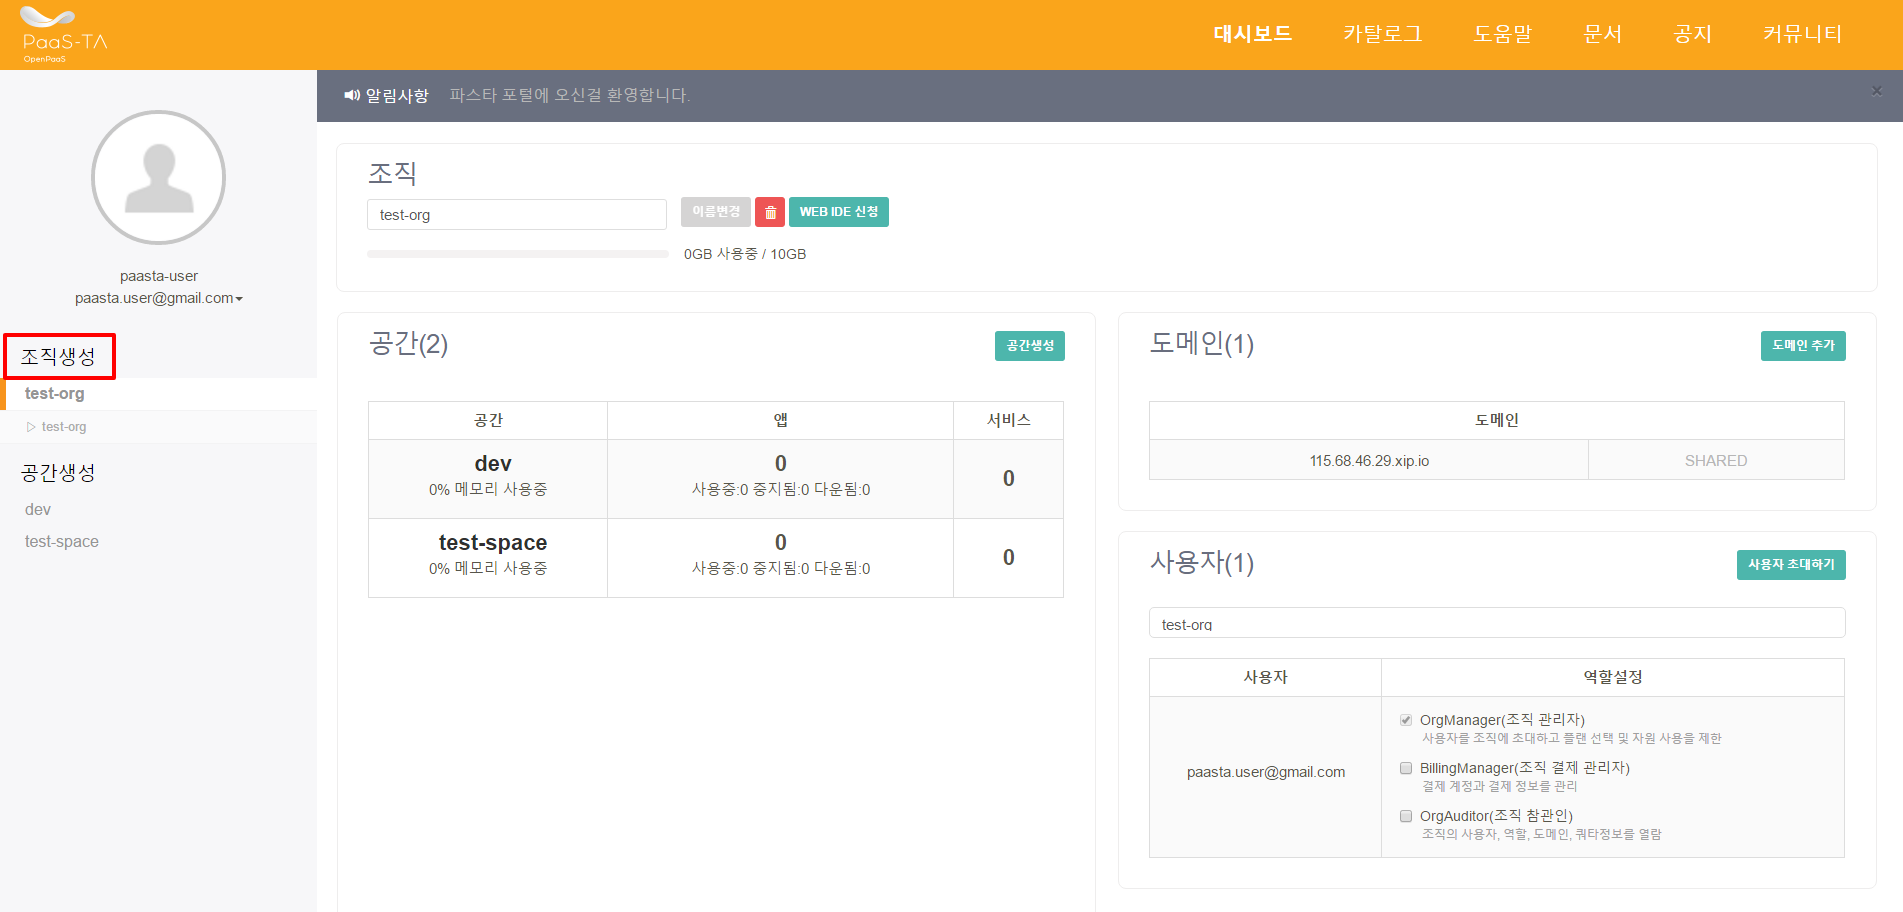 PaaS-TA
OpenPaaS
대시보드 카탈로그 도움말 문서 공지 커뮤니티
알림사항 파스타 포털에 오신걸 환영합니다.
×
paasta-user
paasta.user@gmail.com
조직생성
test-org
test-org
공간생성
dev
test-space
조직
test-org 이름변경 WEB IDE 신청
0GB 사용중 / 10GB
공간(2) 공간생성
공간 앱 서비스
dev 0 0
0% 메모리 사용중 사용중:0 중지됨:0 다운됨:0
test-space 0 0
0% 메모리 사용중 사용중:0 중지됨:0 다운됨:0
도메인(1) 도메인 추가
도메인
115.68.46.29.xip.io SHARED
사용자(1) 사용자 초대하기
test-org
사용자 역할설정
paasta.user@gmail.com
OrgManager(조직 관리자)
사용자를 조직에 초대하고 플랜 선택 및 자원 사용을 제한
BillingManager(조직 결제 관리자)
결제 계정과 결제 정보를 관리
OrgAuditor(조직 참관인)
조직의 사용자, 역할, 도메인, 쿼타정보를 열람